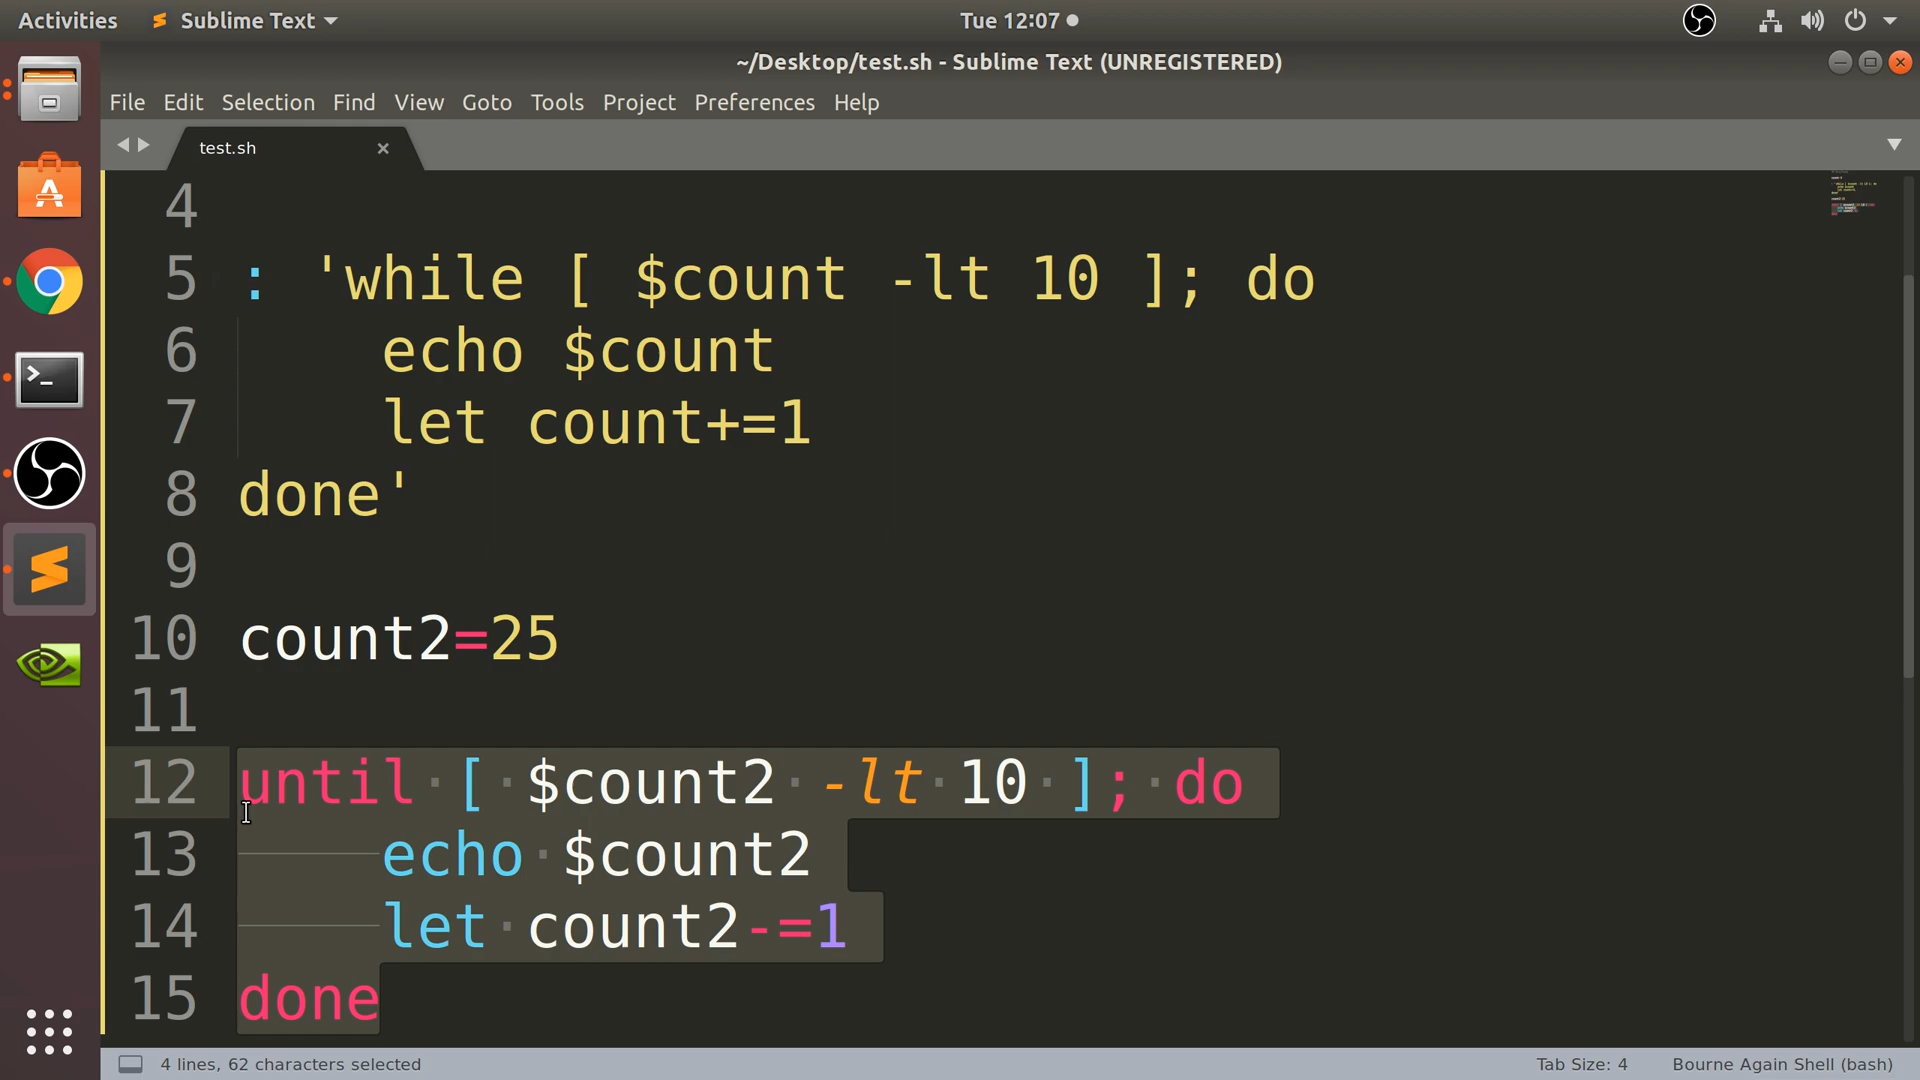 Activities Sublime Text Tue 12:07
~/Desktop/test.sh - Sublime Text (UNREGISTERED)
File Edit Selection Find View Goto Tools Project Preferences Help
test.sh
4
5 : 'while [ $count -lt 10 ]; do
6 echo $count
7 let count+=1
8 done'
9
10 count2=25
11
12 until [ $count2 -lt 10 ]; do
13 echo $count2
14 let count2-=1
15 done
4 lines, 62 characters selected Tab Size: 4 Bourne Again Shell (bash)